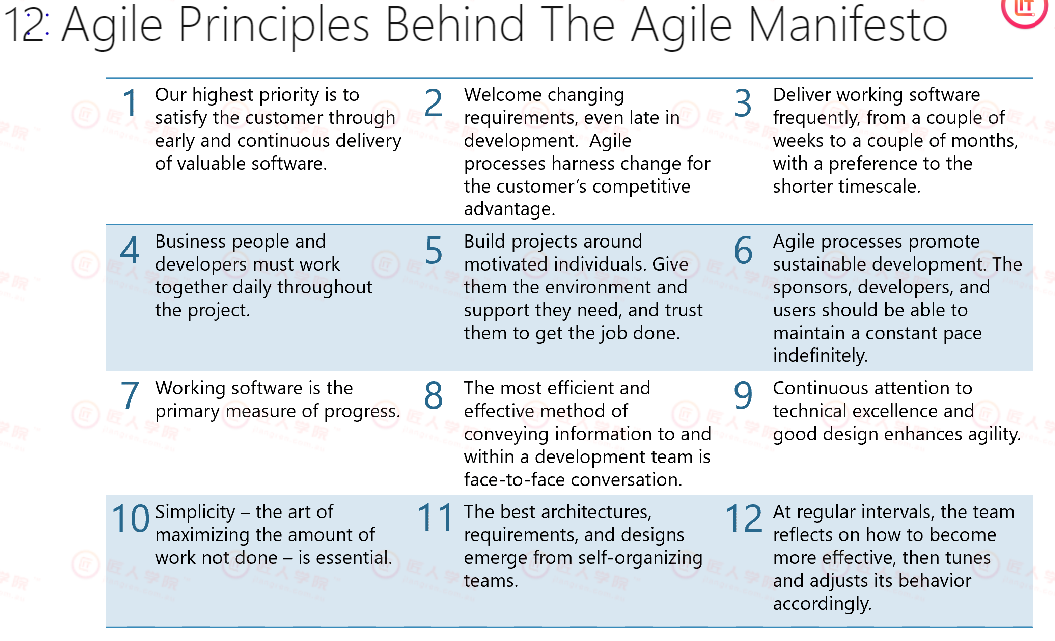 12: Agile Principles Behind The Agile Manifesto
IT
1
Our highest priority is to
satisfy the customer through
early and continuous delivery
of valuable software.
2
Welcome changing
requirements, even late in
development. Agile
processes harness change for
the customer's competitive
advantage.
3
Deliver working software
frequently, from a couple of
weeks to a couple of months,
with a preference to the
shorter timescale.
4
Business people and
developers must work
together daily throughout
the project.
5
Build projects around
motivated individuals. Give
them the environment and
support they need, and trust
them to get the job done.
6
Agile processes promote
sustainable development. The
sponsors, developers, and
users should be able to
maintain a constant pace
indefinitely.
7
Working software is the
primary measure of progress.
8
The most efficient and
effective method of
conveying information to and
within a development team is
face-to-face conversation.
9
Continuous attention to
technical excellence and
good design enhances agility.
10
Simplicity – the art of
maximizing the amount of
work not done – is essential.
11
The best architectures,
requirements, and designs
emerge from self-organizing
teams.
12
At regular intervals, the team
reflects on how to become
more effective, then tunes
and adjusts its behavior
accordingly.
匠人学院